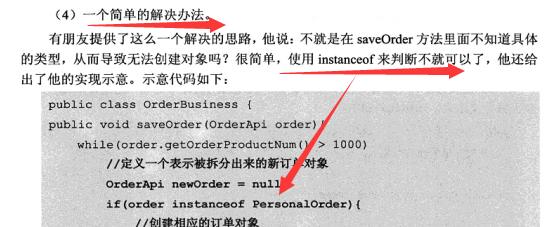 （4）一个简单的解决办法。
有朋友提供了这么一个解决的思路，他说：不就是在 saveOrder 方法里面不知道具体
的类型，从而导致无法创建对象吗？很简单，使用 instanceof 来判断不就可以了，他还给
出了他的实现示意。示意代码如下：
public class OrderBusiness {
public void saveOrder(OrderApi order){
while(order.getOrderProductNum() > 1000)
//定义一个表示被拆分出来的新订单对象
OrderApi newOrder = null
if(order instanceof PersonalOrder){
//创建相应的订单对象